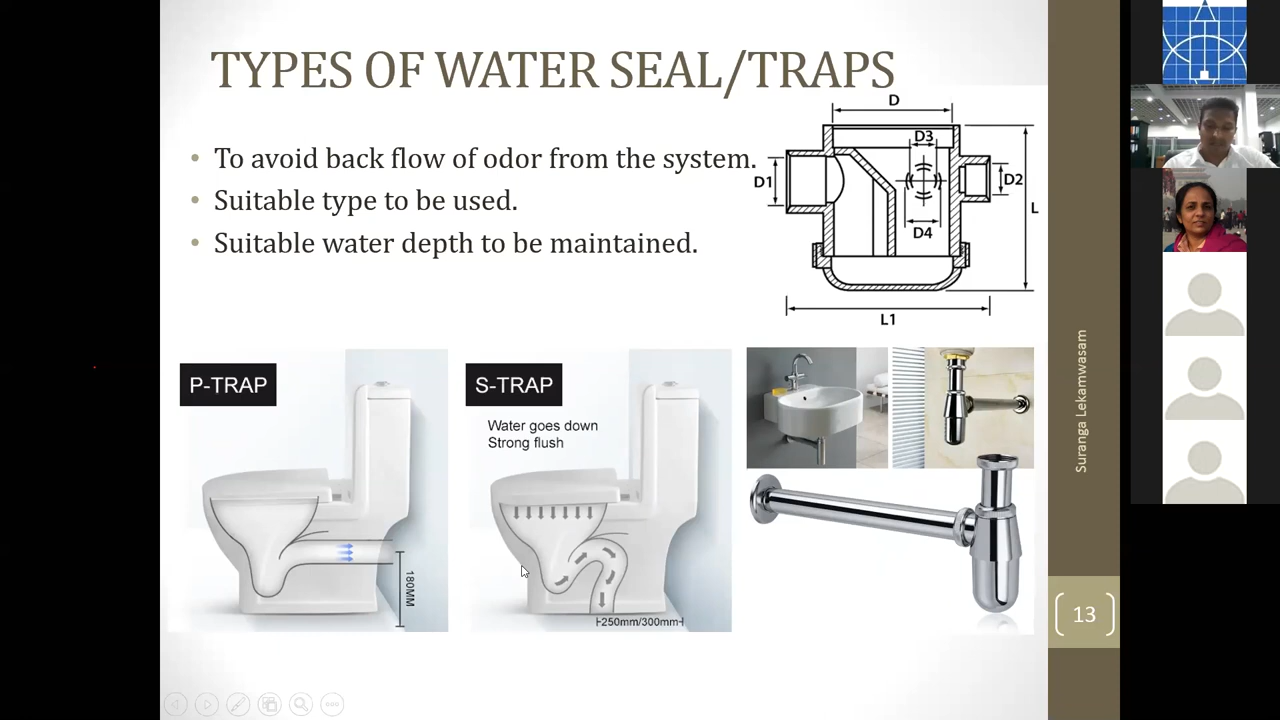 TYPES OF WATER SEAL/TRAPS
• To avoid back flow of odor from the system.
• Suitable type to be used.
• Suitable water depth to be maintained.
D
D3
D1
D2
L
D4
L1
P-TRAP
180MM
S-TRAP
Water goes down
Strong flush
250mm/300mm
Suranga Lekamwasam
13